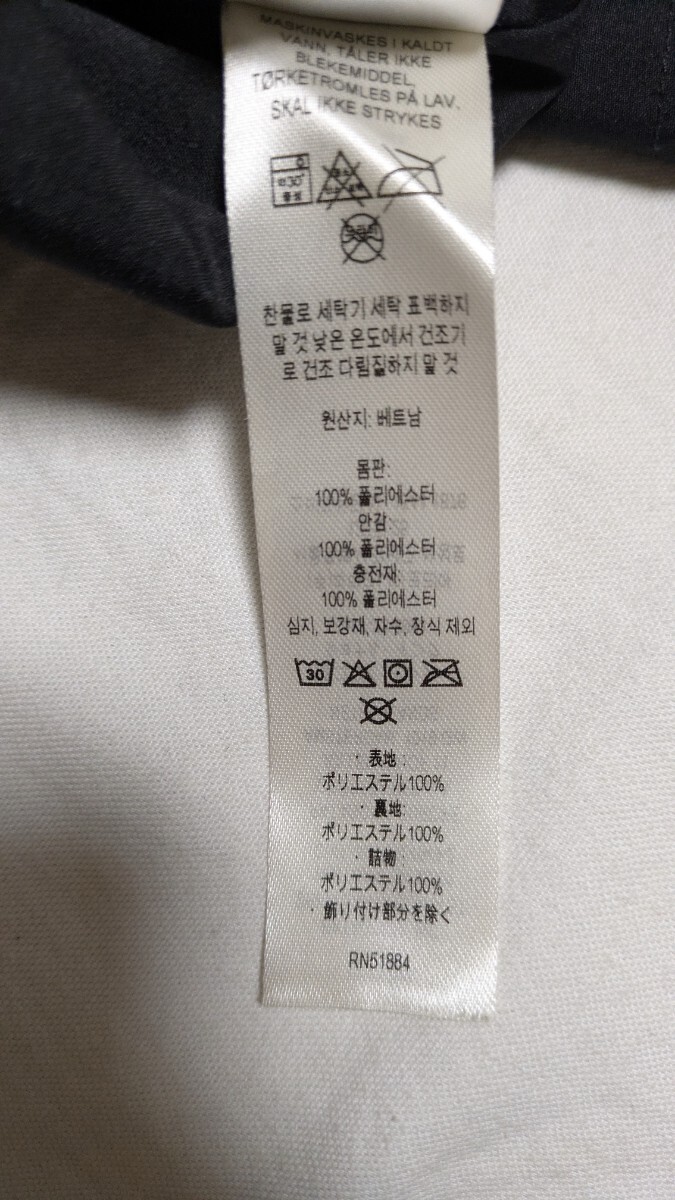 MASKINVASKES I KALDT
VANN, TÅLER IKKE
BLEKEMIDDEL,
TØRKETROMLES PÅ LAV,
SKAL IKKE STRYKES
찬물로 세탁기 세탁 표백하지
말 것 낮은 온도에서 건조기
로 건조 다림질하지 말 것
원산지: 베트남
몸판:
100% 폴리에스터
안감:
100% 폴리에스터
충전재:
100% 폴리에스터
심지, 보강재, 자수, 장식 제외
30
· 表地 :
ポリエステル100%
· 裏地:
ポリエステル100%
· 詰物 :
ポリエステル100%
· 飾り付け部分を除く
RN51884